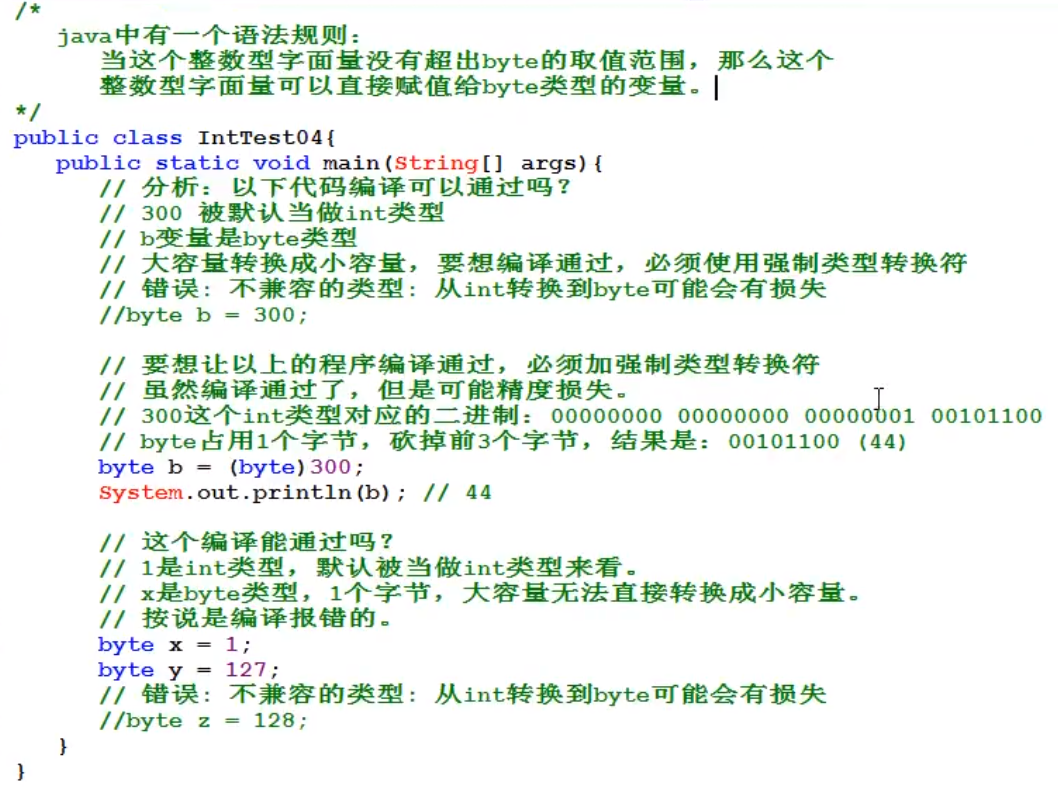 /*
java中有一个语法规则:
当这个整数型字面量没有超出byte的取值范围，那么这个
整数型字面量可以直接赋值给byte类型的变量。
*/
public class IntTest04{
public static void main(String[] args){
// 分析：以下代码编译可以通过吗？
// 300 被默认当做int类型
// b变量是byte类型
// 大容量转换成小容量，要想编译通过，必须使用强制类型转换符
// 错误: 不兼容的类型: 从int转换到byte可能会有损失
//byte b = 300;
// 要想让以上的程序编译通过，必须加强制类型转换符
// 虽然编译通过了，但是可能精度损失。
// 300这个int类型对应的二进制：00000000 00000000 00000001 00101100
// byte占用1个字节，砍掉前3个字节，结果是：00101100 (44)
byte b = (byte)300;
System.out.println(b); // 44
// 这个编译能通过吗？
// 1是int类型，默认被当做int类型来看。
// x是byte类型，1个字节，大容量无法直接转换成小容量。
// 按说是编译报错的。
byte x = 1;
byte y = 127;
// 错误: 不兼容的类型: 从int转换到byte可能会有损失
//byte z = 128;
}
}